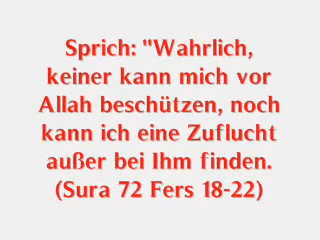 Sprich: "Wahrlich,
keiner kann mich vor
Allah beschützen, noch
kann ich eine Zuflucht
außer bei Ihm finden.
(Sura 72 Fers 18-22)